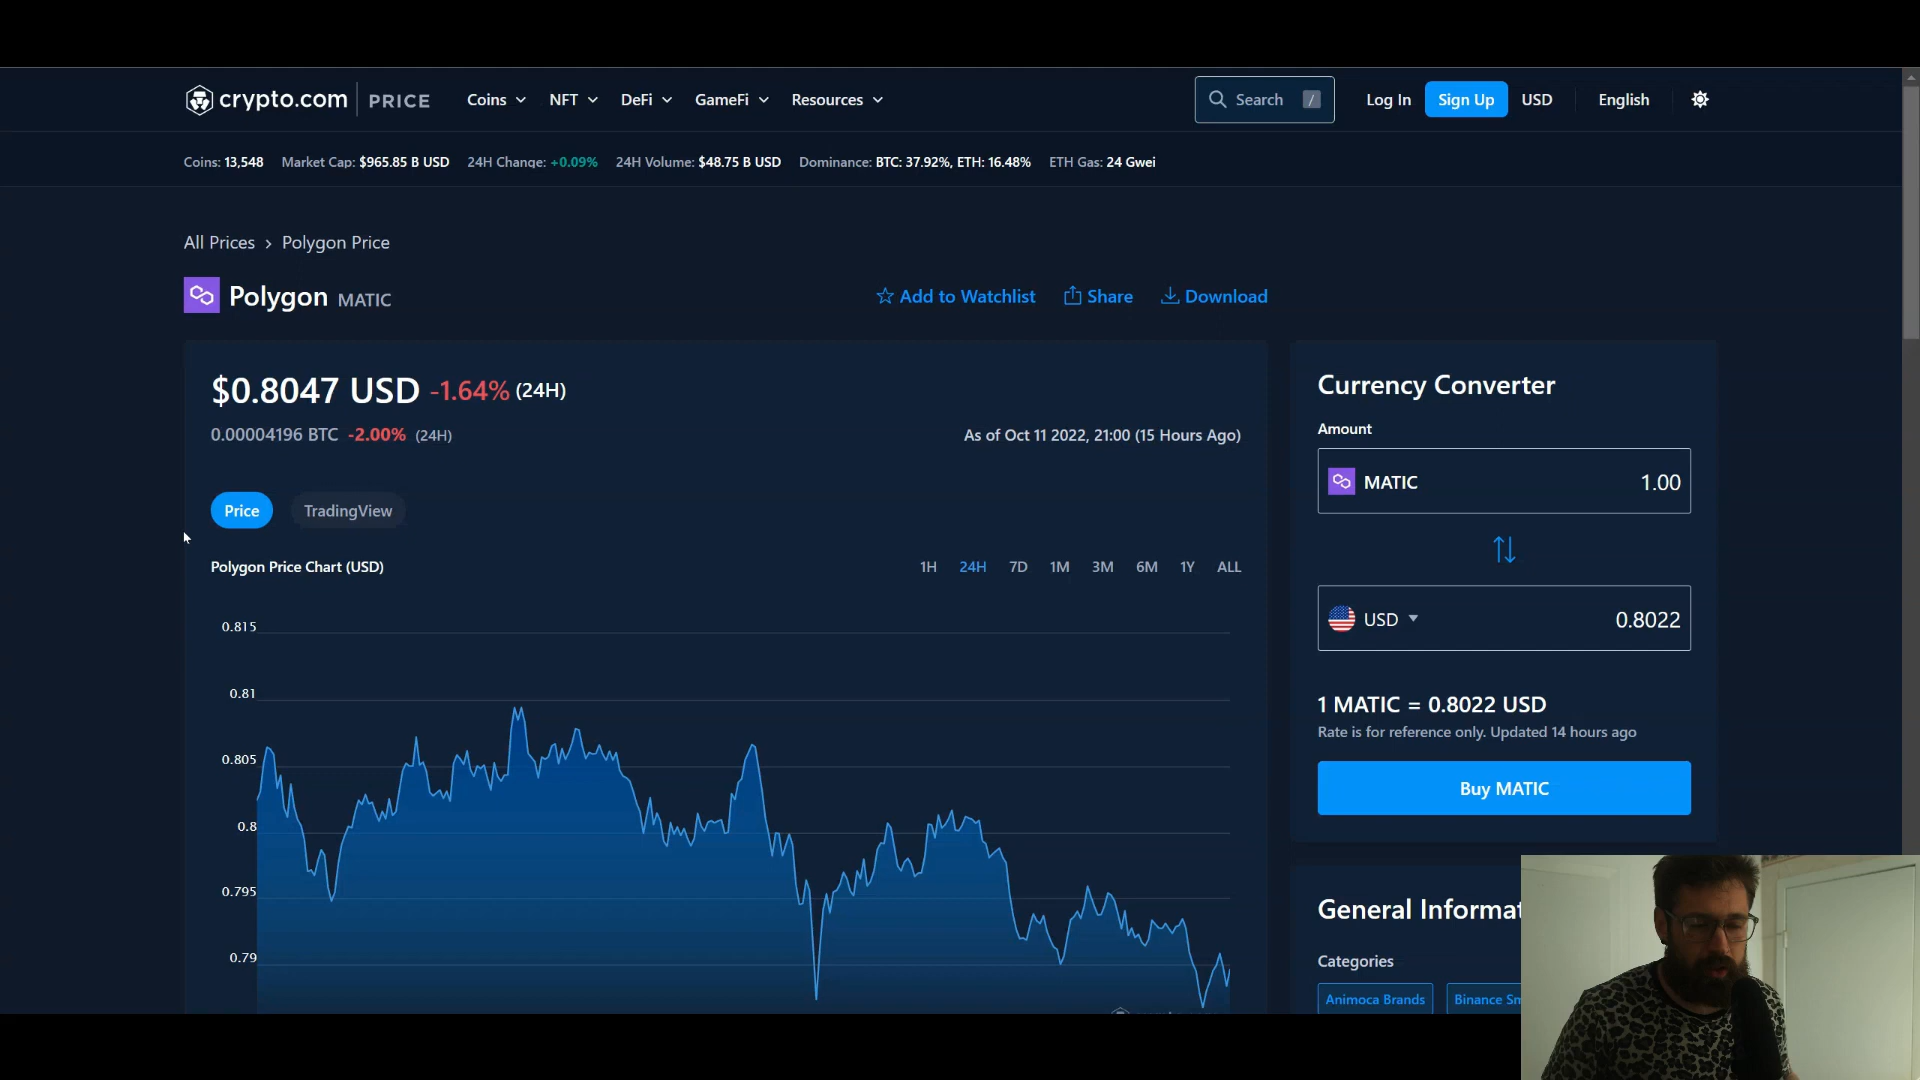 crypto.com PRICE Coins NFT DeFi GameFi Resources Search / Log In Sign Up USD English
Coins: 13,548 Market Cap: $965.85 B USD 24H Change: +0.09% 24H Volume: $48.75 B USD Dominance: BTC: 37.92%, ETH: 16.48% ETH Gas: 24 Gwei
All Prices › Polygon Price
Polygon MATIC Add to Watchlist Share Download
$0.8047 USD -1.64% (24H)
0.00004196 BTC -2.00% (24H)
As of Oct 11 2022, 21:00 (15 Hours Ago)
Price TradingView
Polygon Price Chart (USD)
1H 24H 7D 1M 3M 6M 1Y ALL
0.815
0.81
0.805
0.8
0.795
0.79
Currency Converter
Amount
MATIC 1.00
USD 0.8022
1 MATIC = 0.8022 USD
Rate is for reference only. Updated 14 hours ago
Buy MATIC
General Informat
Categories
Animoca Brands Binance Sm